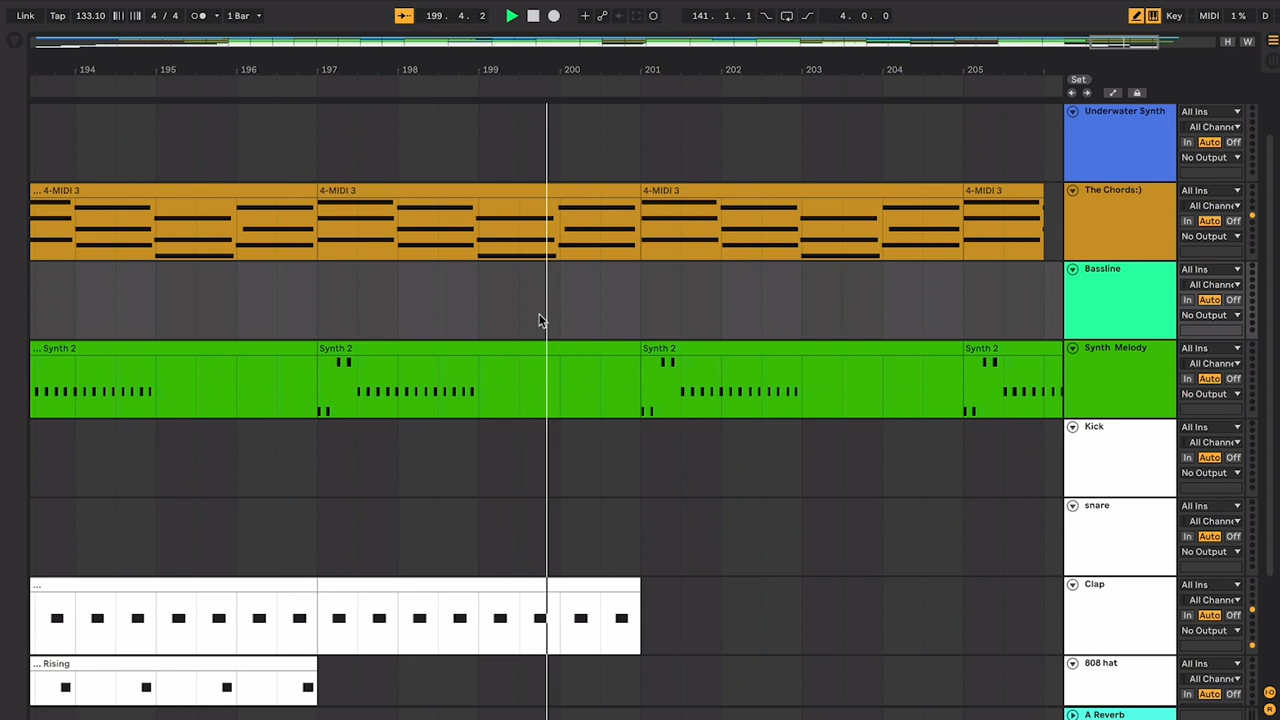 Link Tap 133.10 4 / 4 1 Bar 199. 4. 2 141. 1. 1 4. 0. 0 Key MIDI 1 % D
H W
194 195 196 197 198 199 200 201 202 203 204 205
Set
Underwater Synth All Ins
All Channe
In Auto Off
No Output
... 4-MIDI 3 4-MIDI 3 4-MIDI 3 4-MIDI 3 The Chords:) All Ins
All Channe
In Auto Off
No Output
Bassline All Ins
All Channe
In Auto Off
No Output
... Synth 2 Synth 2 Synth 2 Synth 2 Synth Melody All Ins
All Channe
In Auto Off
No Output
Kick All Ins
All Channe
In Auto Off
No Output
snare All Ins
All Channe
In Auto Off
No Output
... Clap All Ins
All Channe
In Auto Off
No Output
... Rising 808 hat All Ins
All Channe
In Auto Off
A Reverb
R